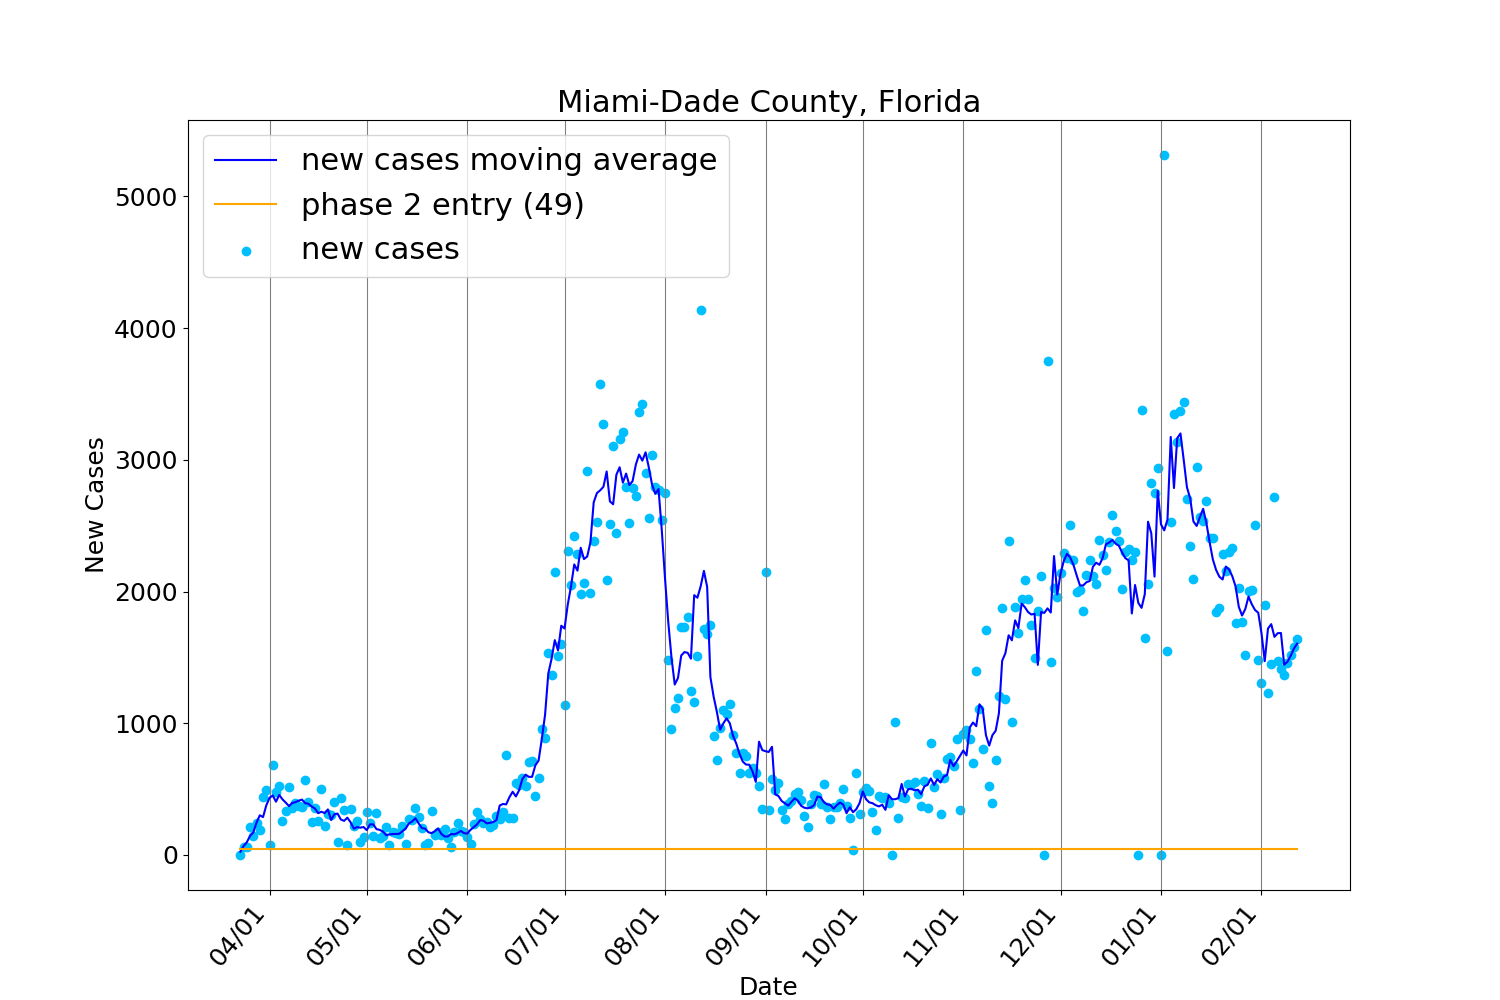 Miami-Dade County, Florida
new cases moving average
phase 2 entry (49)
new cases
5000
4000
3000
2000
1000
0
New Cases
04/01
05/01
06/01
07/01
08/01
09/01
10/01
11/01
12/01
01/01
02/01
Date